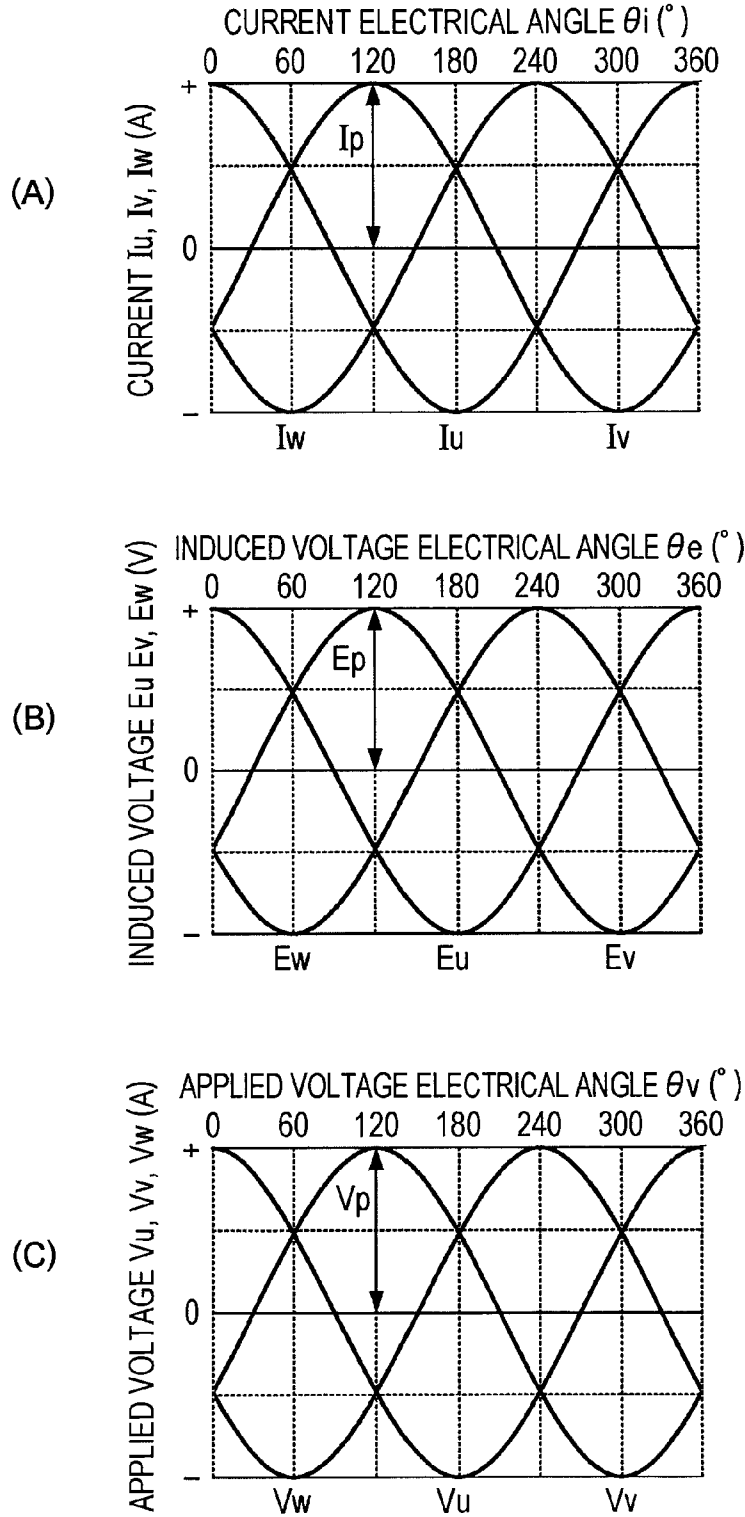 CURRENT ELECTRICAL ANGLE θi (°)
0 60 120 180 240 300 360
+
Ip
(A)
CURRENT Iu, Iv, Iw (A)
0
−
Iw Iu Iv
INDUCED VOLTAGE ELECTRICAL ANGLE θe (°)
0 60 120 180 240 300 360
+
Ep
(B)
INDUCED VOLTAGE Eu Ev, Ew (V)
0
−
Ew Eu Ev
APPLIED VOLTAGE ELECTRICAL ANGLE θv (°)
0 60 120 180 240 300 360
+
Vp
(C)
APPLIED VOLTAGE Vu, Vv, Vw (A)
0
−
Vw Vu Vv